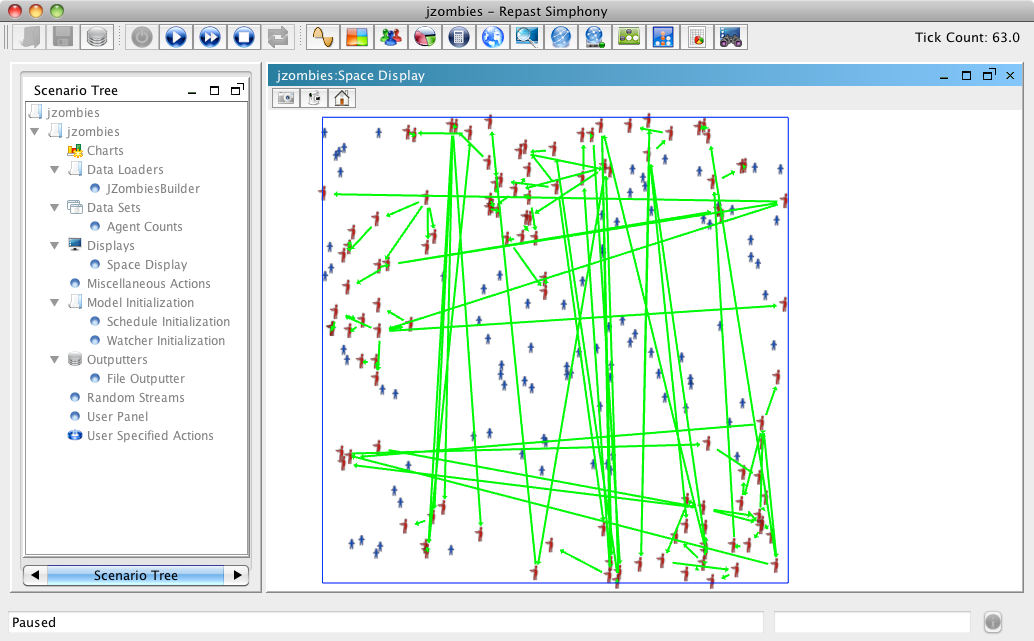 jzombies – Repast Simphony
Tick Count: 63.0
Scenario Tree
jzombies
jzombies
Charts
Data Loaders
JZombiesBuilder
Data Sets
Agent Counts
Displays
Space Display
Miscellaneous Actions
Model Initialization
Schedule Initialization
Watcher Initialization
Outputters
File Outputter
Random Streams
User Panel
User Specified Actions
Scenario Tree
jzombies:Space Display
Paused